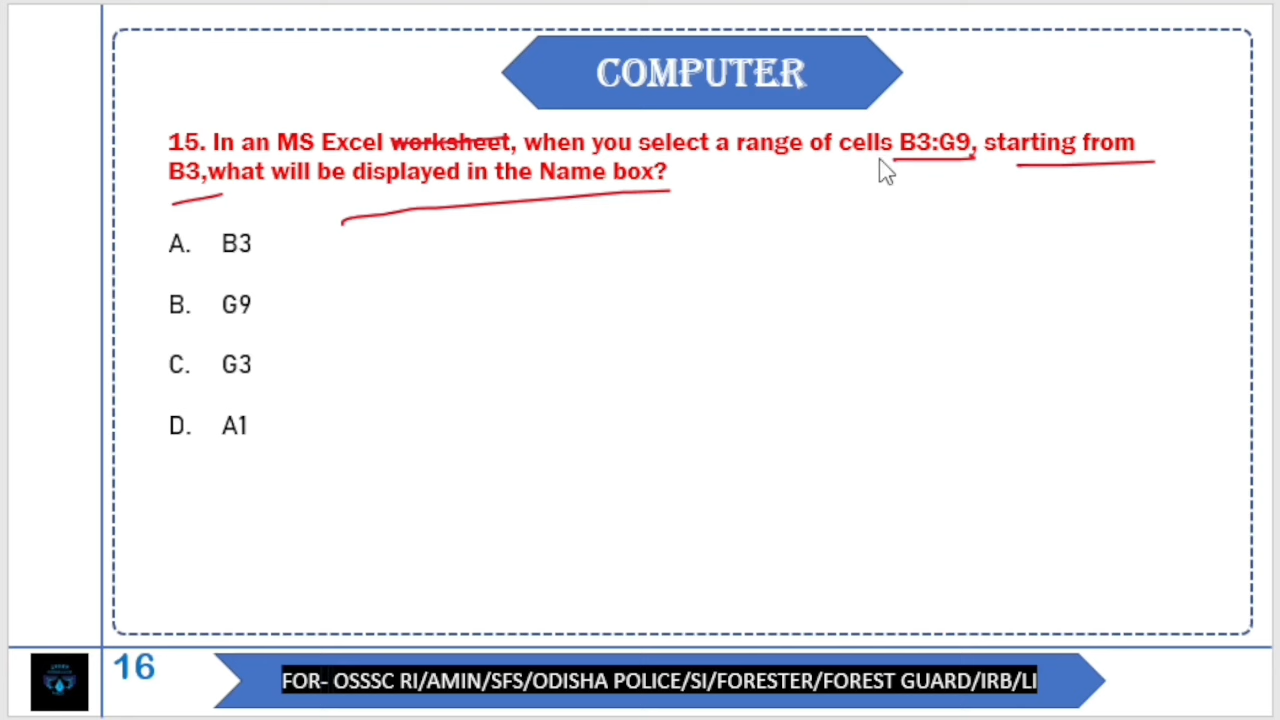 COMPUTER
15. In an MS Excel worksheet, when you select a range of cells B3:G9, starting from
B3,what will be displayed in the Name box?
A. B3
B. G9
C. G3
D. A1
16
FOR- OSSSC RI/AMIN/SFS/ODISHA POLICE/SI/FORESTER/FOREST GUARD/IRB/LI